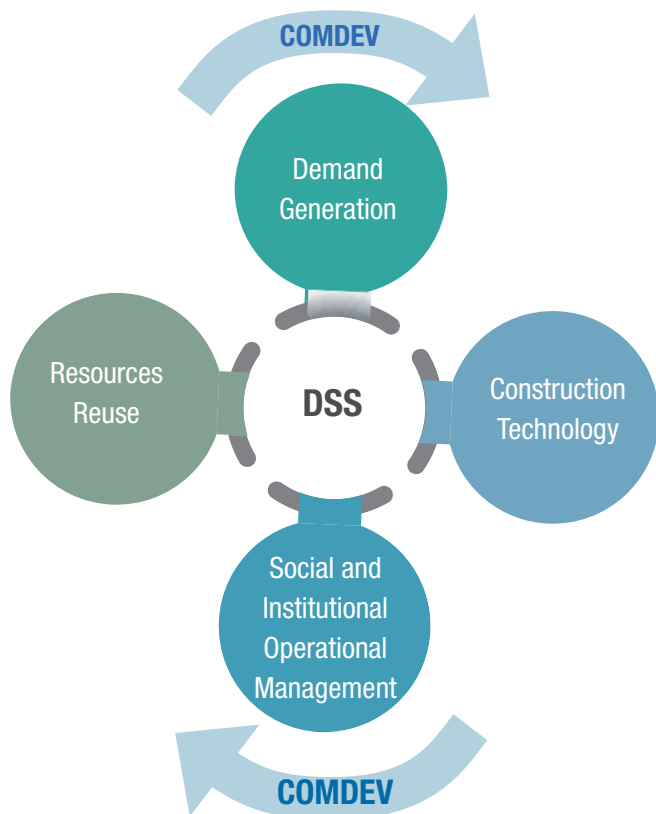 COMDEV
Demand
Generation
Resources
Reuse
DSS
Construction
Technology
Social and
Institutional
Operational
Management
COMDEV